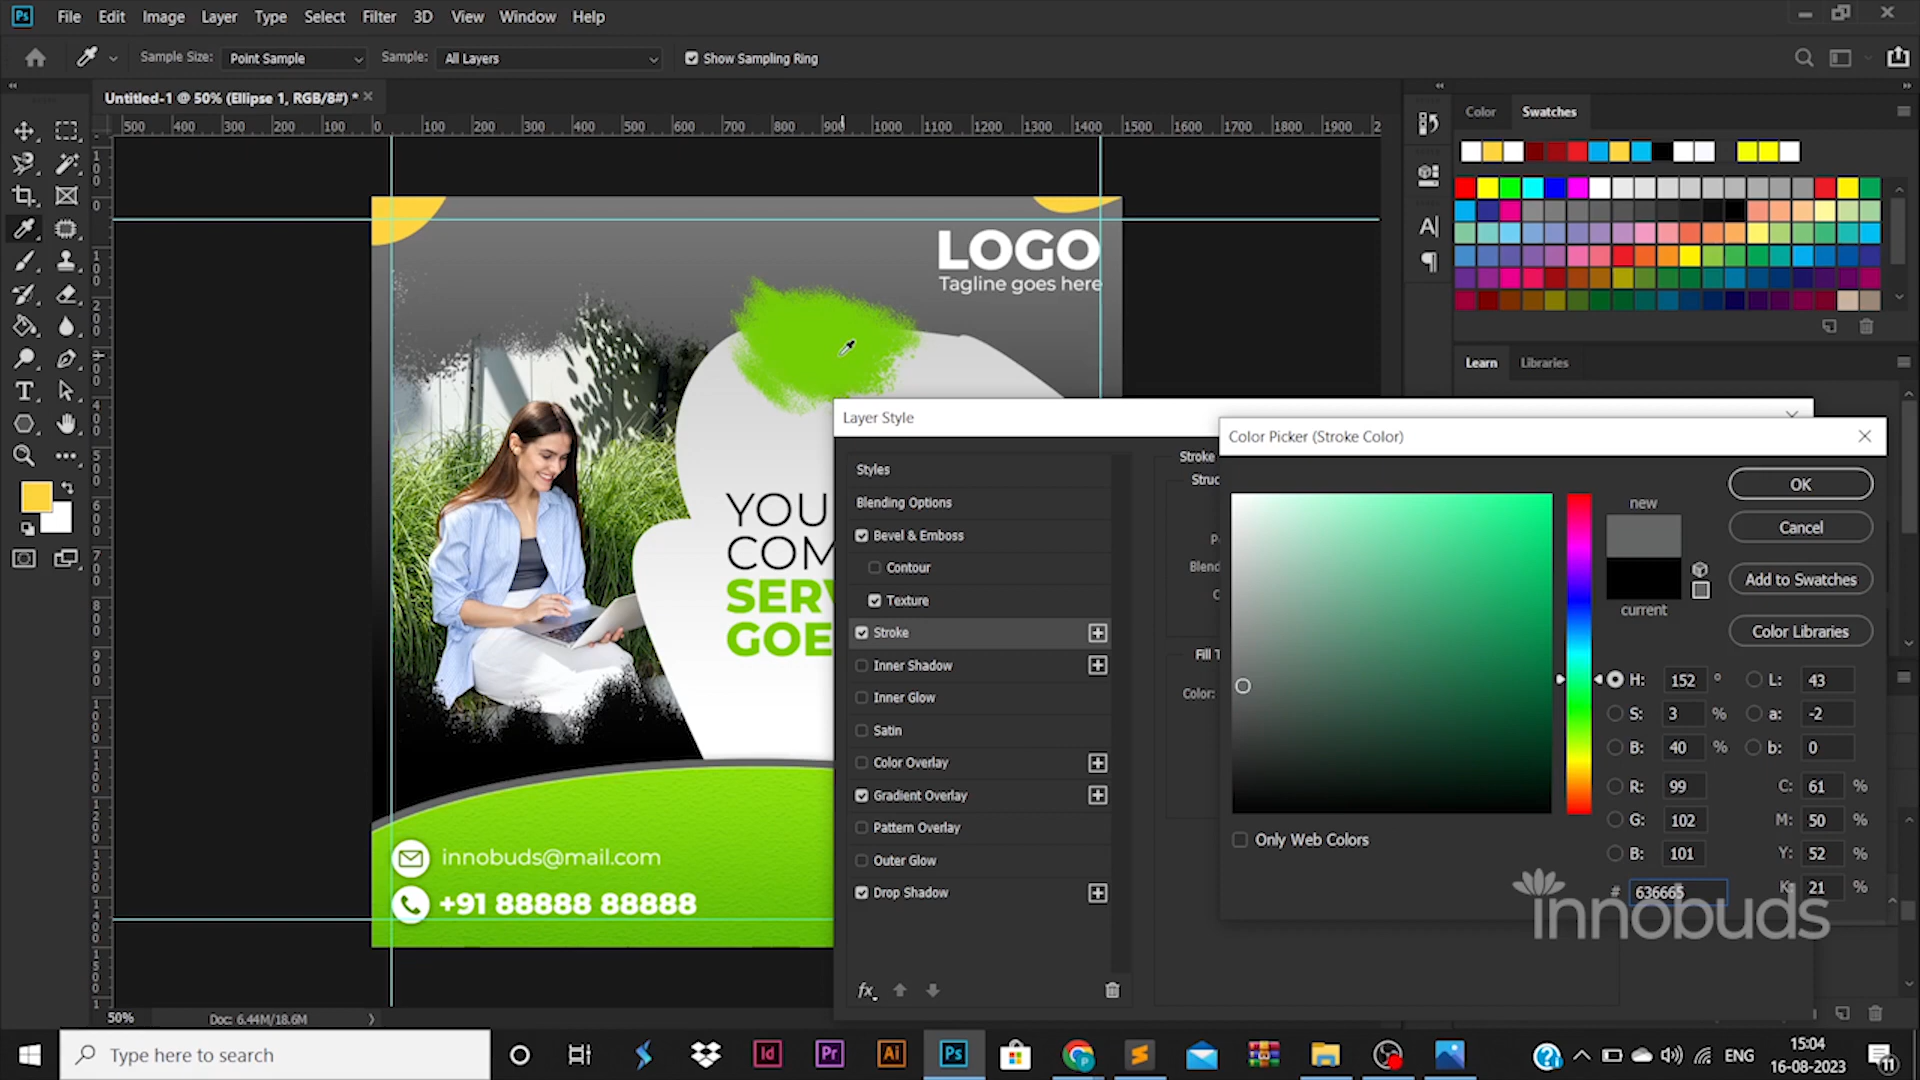 File Edit Image Layer Type Select Filter 3D View Window Help
Sample Size: Point Sample Sample: All Layers Show Sampling Ring
Untitled-1 @ 50% (Ellipse 1, RGB/8#) *
500 400 300 200 100 0 100 200 300 400 500 600 700 800 900 1000 1100 1200 1300 1400 1500 1600 1700 1800 1900 2
Color Swatches
Learn Libraries
LOGO
Tagline goes here
YOU
COM
SERV
GOE
innobuds@mail.com
+91 88888 88888
Layer Style
Styles
Blending Options
Bevel & Emboss
Contour
Texture
Stroke
Inner Shadow
Inner Glow
Satin
Color Overlay
Gradient Overlay
Pattern Overlay
Outer Glow
Drop Shadow
fx
Stroke
Struc
P
Blend
Fill T
Color:
Color Picker (Stroke Color)
new
current
OK
Cancel
Add to Swatches
Color Libraries
H: 152 ° L: 43
S: 3 % a: -2
B: 40 % b: 0
R: 99 C: 61 %
G: 102 M: 50 %
B: 101 Y: 52 %
# 636665 K: 21 %
Only Web Colors
innobuds
50% Doc: 6.44M/18.6M
Type here to search
Id Pr Ai Ps
ENG
15:04
16-08-2023
11